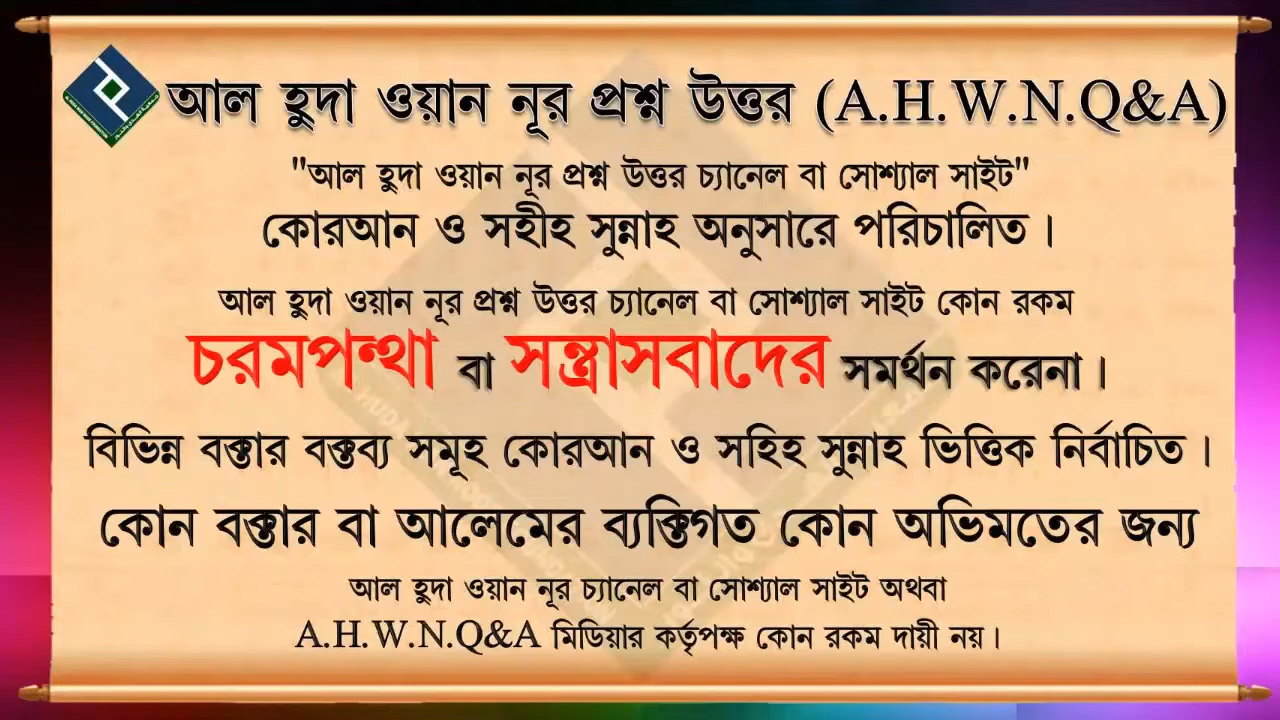 আল হুদা ওয়ান নূর প্রশ্ন উত্তর (A.H.W.N.Q&A)
"আল হুদা ওয়ান নূর প্রশ্ন উত্তর চ্যানেল বা সোশ্যাল সাইট"
কোরআন ও সহীহ সুন্নাহ অনুসারে পরিচালিত।
আল হুদা ওয়ান নূর প্রশ্ন উত্তর চ্যানেল বা সোশ্যাল সাইট কোন রকম
চরমপন্থা বা সন্ত্রাসবাদের সমর্থন করেনা।
বিভিন্ন বক্তার বক্তব্য সমূহ কোরআন ও সহিহ সুন্নাহ ভিত্তিক নির্বাচিত।
কোন বক্তার বা আলেমের ব্যক্তিগত কোন অভিমতের জন্য
আল হুদা ওয়ান নূর চ্যানেল বা সোশ্যাল সাইট অথবা
A.H.W.N.Q&A মিডিয়ার কর্তৃপক্ষ কোন রকম দায়ী নয়।